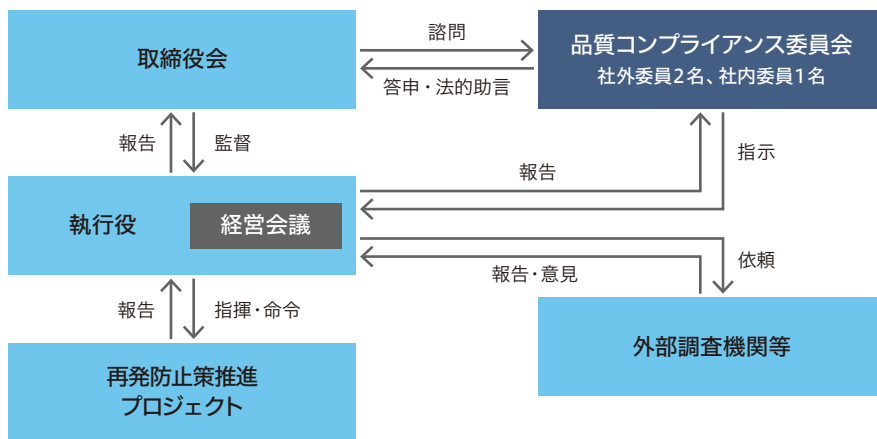 取締役会
諮問
答申・法的助言
品質コンプライアンス委員会
社外委員2名、社内委員1名
報告
監督
報告
指示
執行役
経営会議
依頼
報告・意見
報告
指揮・命令
外部調査機関等
再発防止策推進
プロジェクト